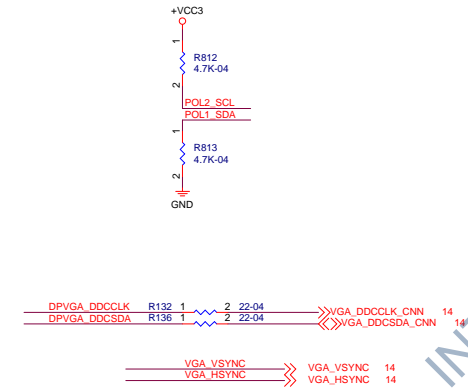 +VCC3
1
R812
4.7K-04
2
POL2_SCL
POL1_SDA
1
R813
4.7K-04
2
GND
DPVGA_DDCCLK R132 1 2 22-04 VGA_DDCCLK_CNN 14
DPVGA_DDCSDA R136 1 2 22-04 VGA_DDCSDA_CNN 14
VGA_VSYNC VGA_VSYNC 14
VGA_HSYNC VGA_HSYNC 14